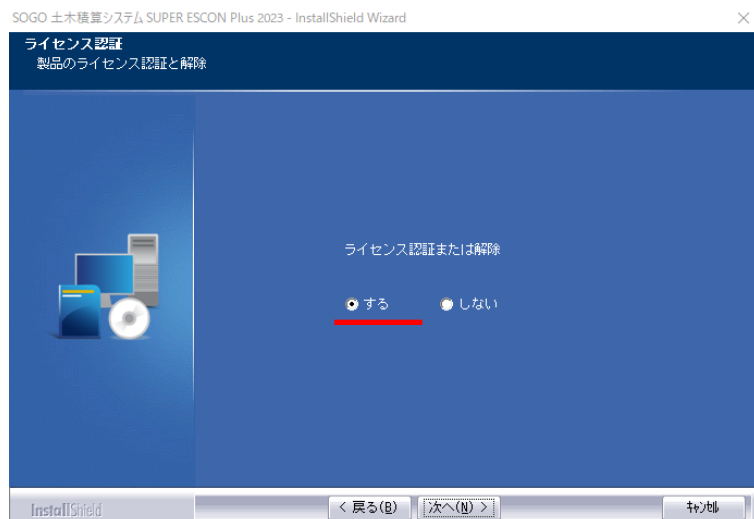 SOGO 土木積算システム SUPER ESCON Plus 2023 - InstallShield Wizard
ライセンス認証
製品のライセンス認証と解除
ライセンス認証または解除
する しない
InstallShield
< 戻る(B) 次へ(N) > ｷｬﾝｾﾙ